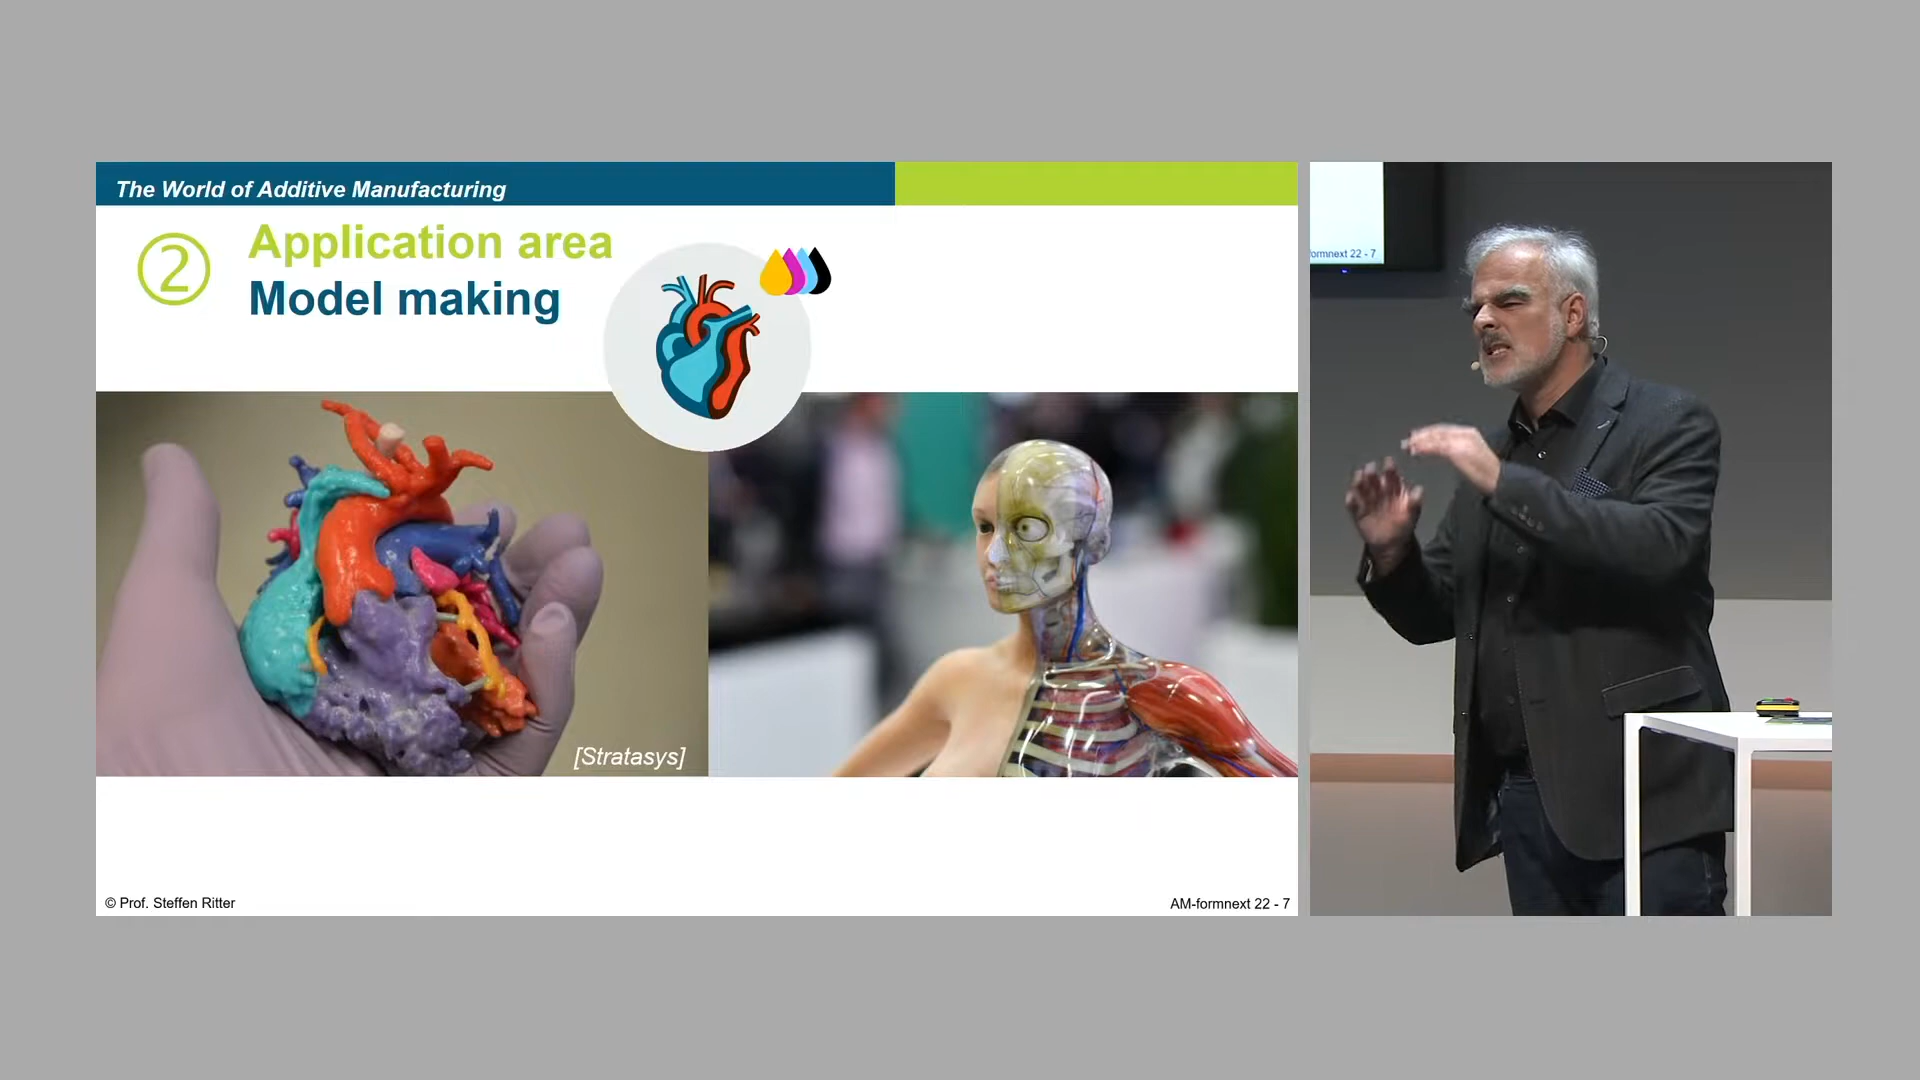 The World of Additive Manufacturing
2
Application area
Model making
[Stratasys]
© Prof. Steffen Ritter
AM-formnext 22 - 7
formnext 22 - 7